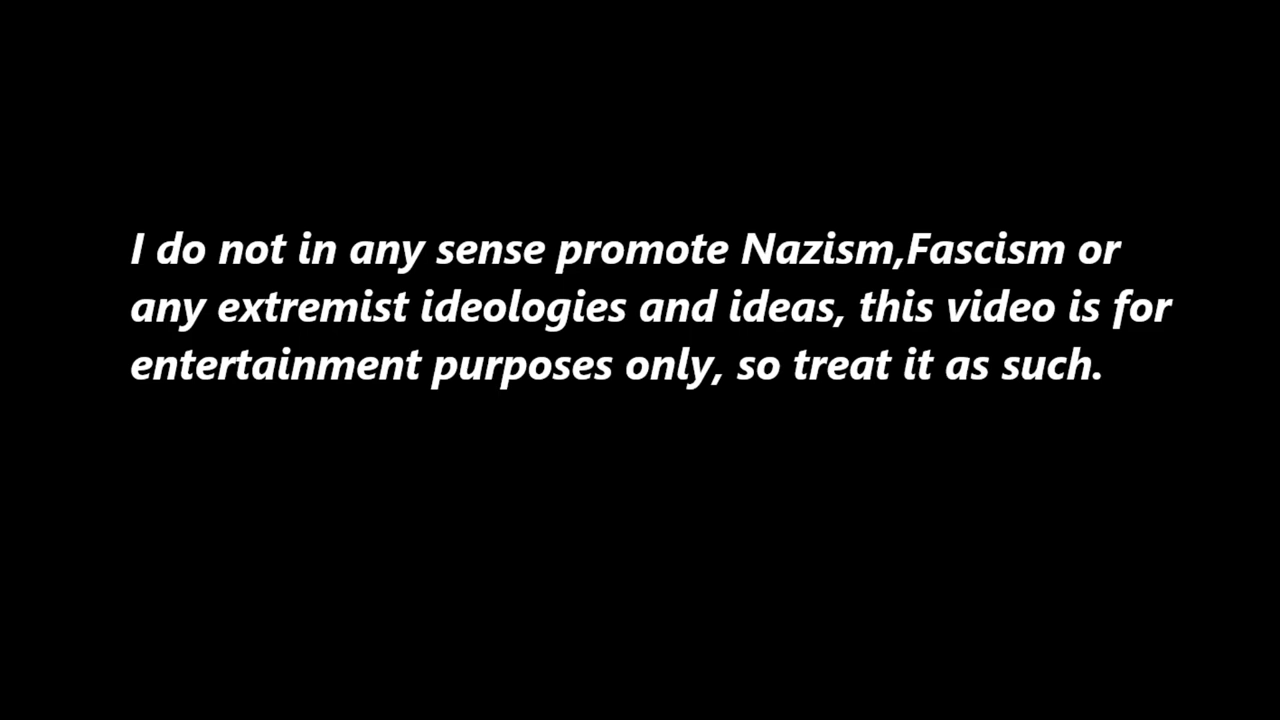 I do not in any sense promote Nazism,Fascism or
any extremist ideologies and ideas, this video is for
entertainment purposes only, so treat it as such.